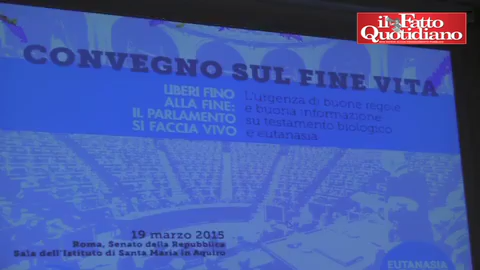 il Fatto
Quotidiano
CONVEGNO SUL FINE VITA
LIBERI FINO
ALLA FINE:
IL PARLAMENTO
SI FACCIA VIVO
L'urgenza di buone regole
e buona informazione
su testamento biologico
e eutanasia
19 marzo 2015
Roma, Senato della Repubblica
Sala dell'Istituto di Santa Maria in Aquiro
EUTANASIA